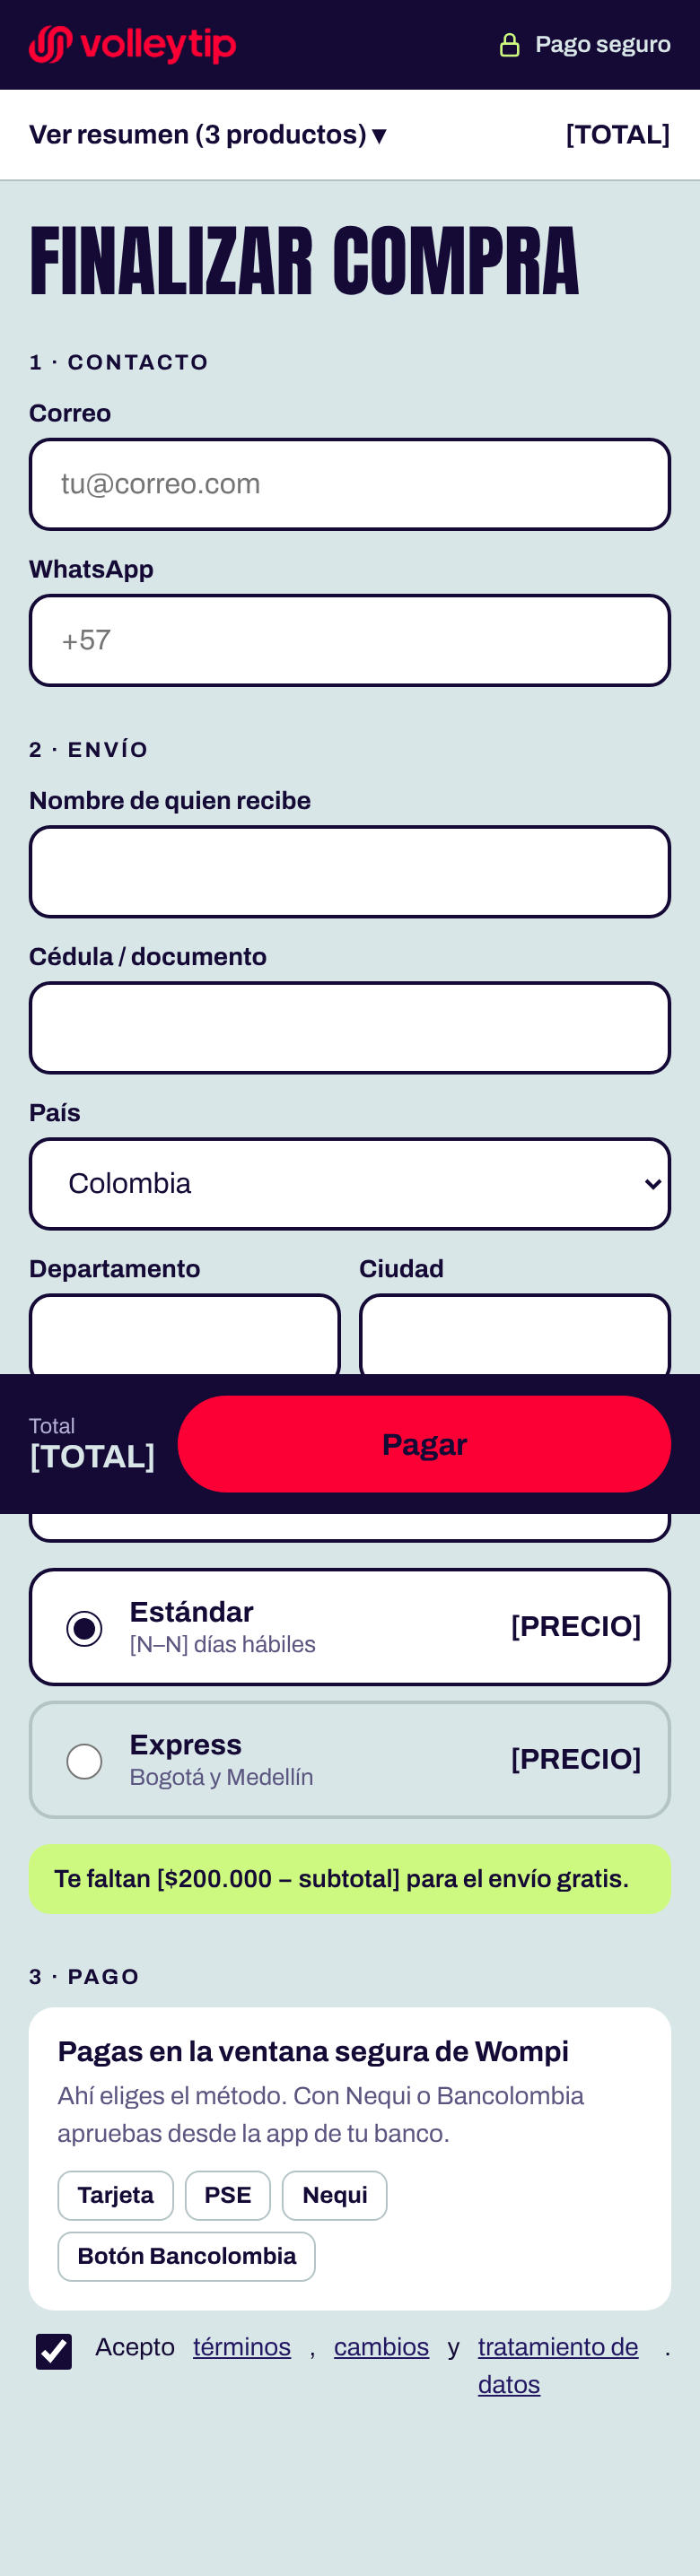 volleytip
Pago seguro
Ver resumen (3 productos) ▾ [TOTAL]
FINALIZAR COMPRA
1 · CONTACTO
Correo
tu@correo.com
WhatsApp
+57
2 · ENVÍO
Nombre de quien recibe
Cédula / documento
País
Colombia
Departamento Ciudad
Total
[TOTAL]
Pagar
Estándar
[N–N] días hábiles
[PRECIO]
Express
Bogotá y Medellín
[PRECIO]
Te faltan [$200.000 – subtotal] para el envío gratis.
3 · PAGO
Pagas en la ventana segura de Wompi
Ahí eliges el método. Con Nequi o Bancolombia
apruebas desde la app de tu banco.
Tarjeta PSE Nequi
Botón Bancolombia
Acepto términos , cambios y tratamiento de .
datos